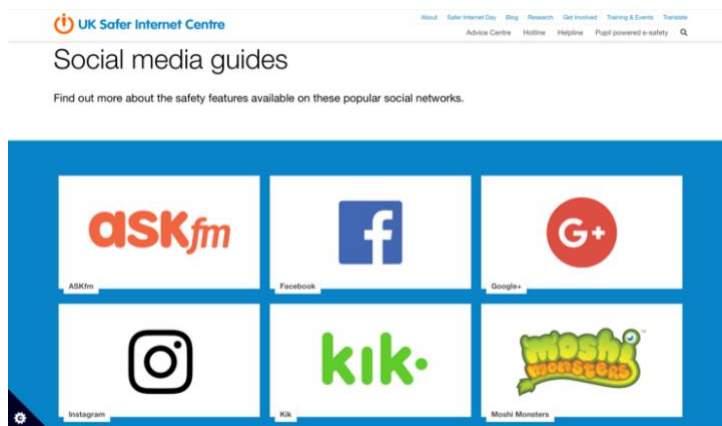 UK Safer Internet Centre
About Safer Internet Day Blog Research Get Involved Training & Events Translate
Advice Centre Hotline Helpline Pupil powered e-safety
Social media guides
Find out more about the safety features available on these popular social networks.
ASKfm
f
G+
ASKfm
Facebook
Google+
kik·
moshi
monsters
Instagram
Kik
Moshi Monsters